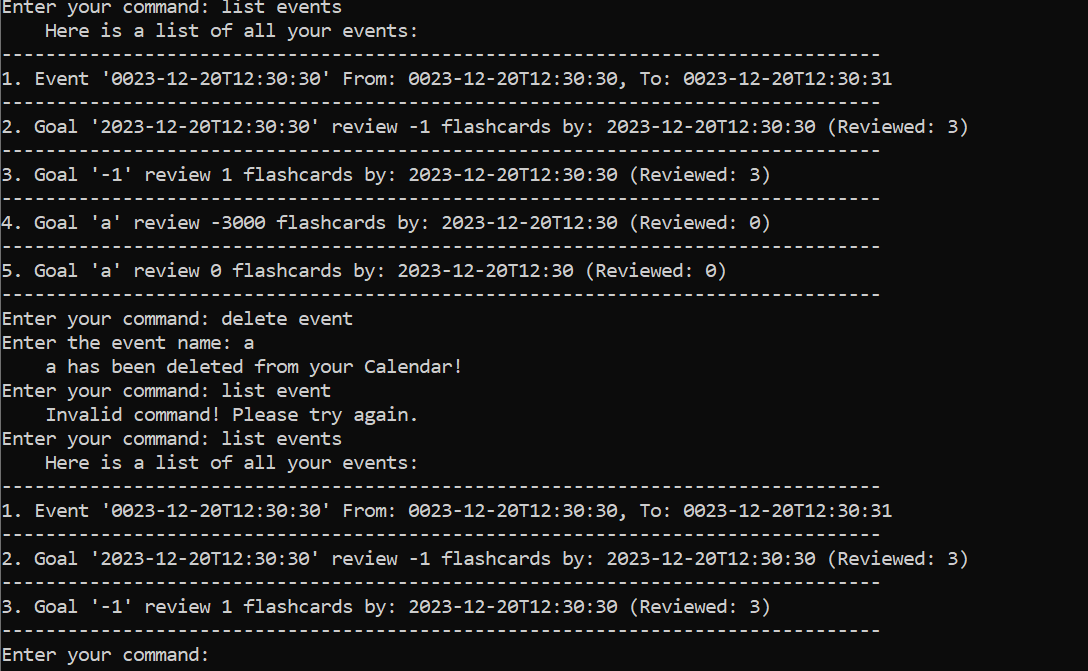 Enter your command: list events
    Here is a list of all your events:
--------------------------------------------------------------------------------
1. Event '0023-12-20T12:30:30' From: 0023-12-20T12:30:30, To: 0023-12-20T12:30:31
--------------------------------------------------------------------------------
2. Goal '2023-12-20T12:30:30' review -1 flashcards by: 2023-12-20T12:30:30 (Reviewed: 3)
--------------------------------------------------------------------------------
3. Goal '-1' review 1 flashcards by: 2023-12-20T12:30:30 (Reviewed: 3)
--------------------------------------------------------------------------------
4. Goal 'a' review -3000 flashcards by: 2023-12-20T12:30 (Reviewed: 0)
--------------------------------------------------------------------------------
5. Goal 'a' review 0 flashcards by: 2023-12-20T12:30 (Reviewed: 0)
--------------------------------------------------------------------------------
Enter your command: delete event
Enter the event name: a
    a has been deleted from your Calendar!
Enter your command: list event
    Invalid command! Please try again.
Enter your command: list events
    Here is a list of all your events:
--------------------------------------------------------------------------------
1. Event '0023-12-20T12:30:30' From: 0023-12-20T12:30:30, To: 0023-12-20T12:30:31
--------------------------------------------------------------------------------
2. Goal '2023-12-20T12:30:30' review -1 flashcards by: 2023-12-20T12:30:30 (Reviewed: 3)
--------------------------------------------------------------------------------
3. Goal '-1' review 1 flashcards by: 2023-12-20T12:30:30 (Reviewed: 3)
--------------------------------------------------------------------------------
Enter your command: